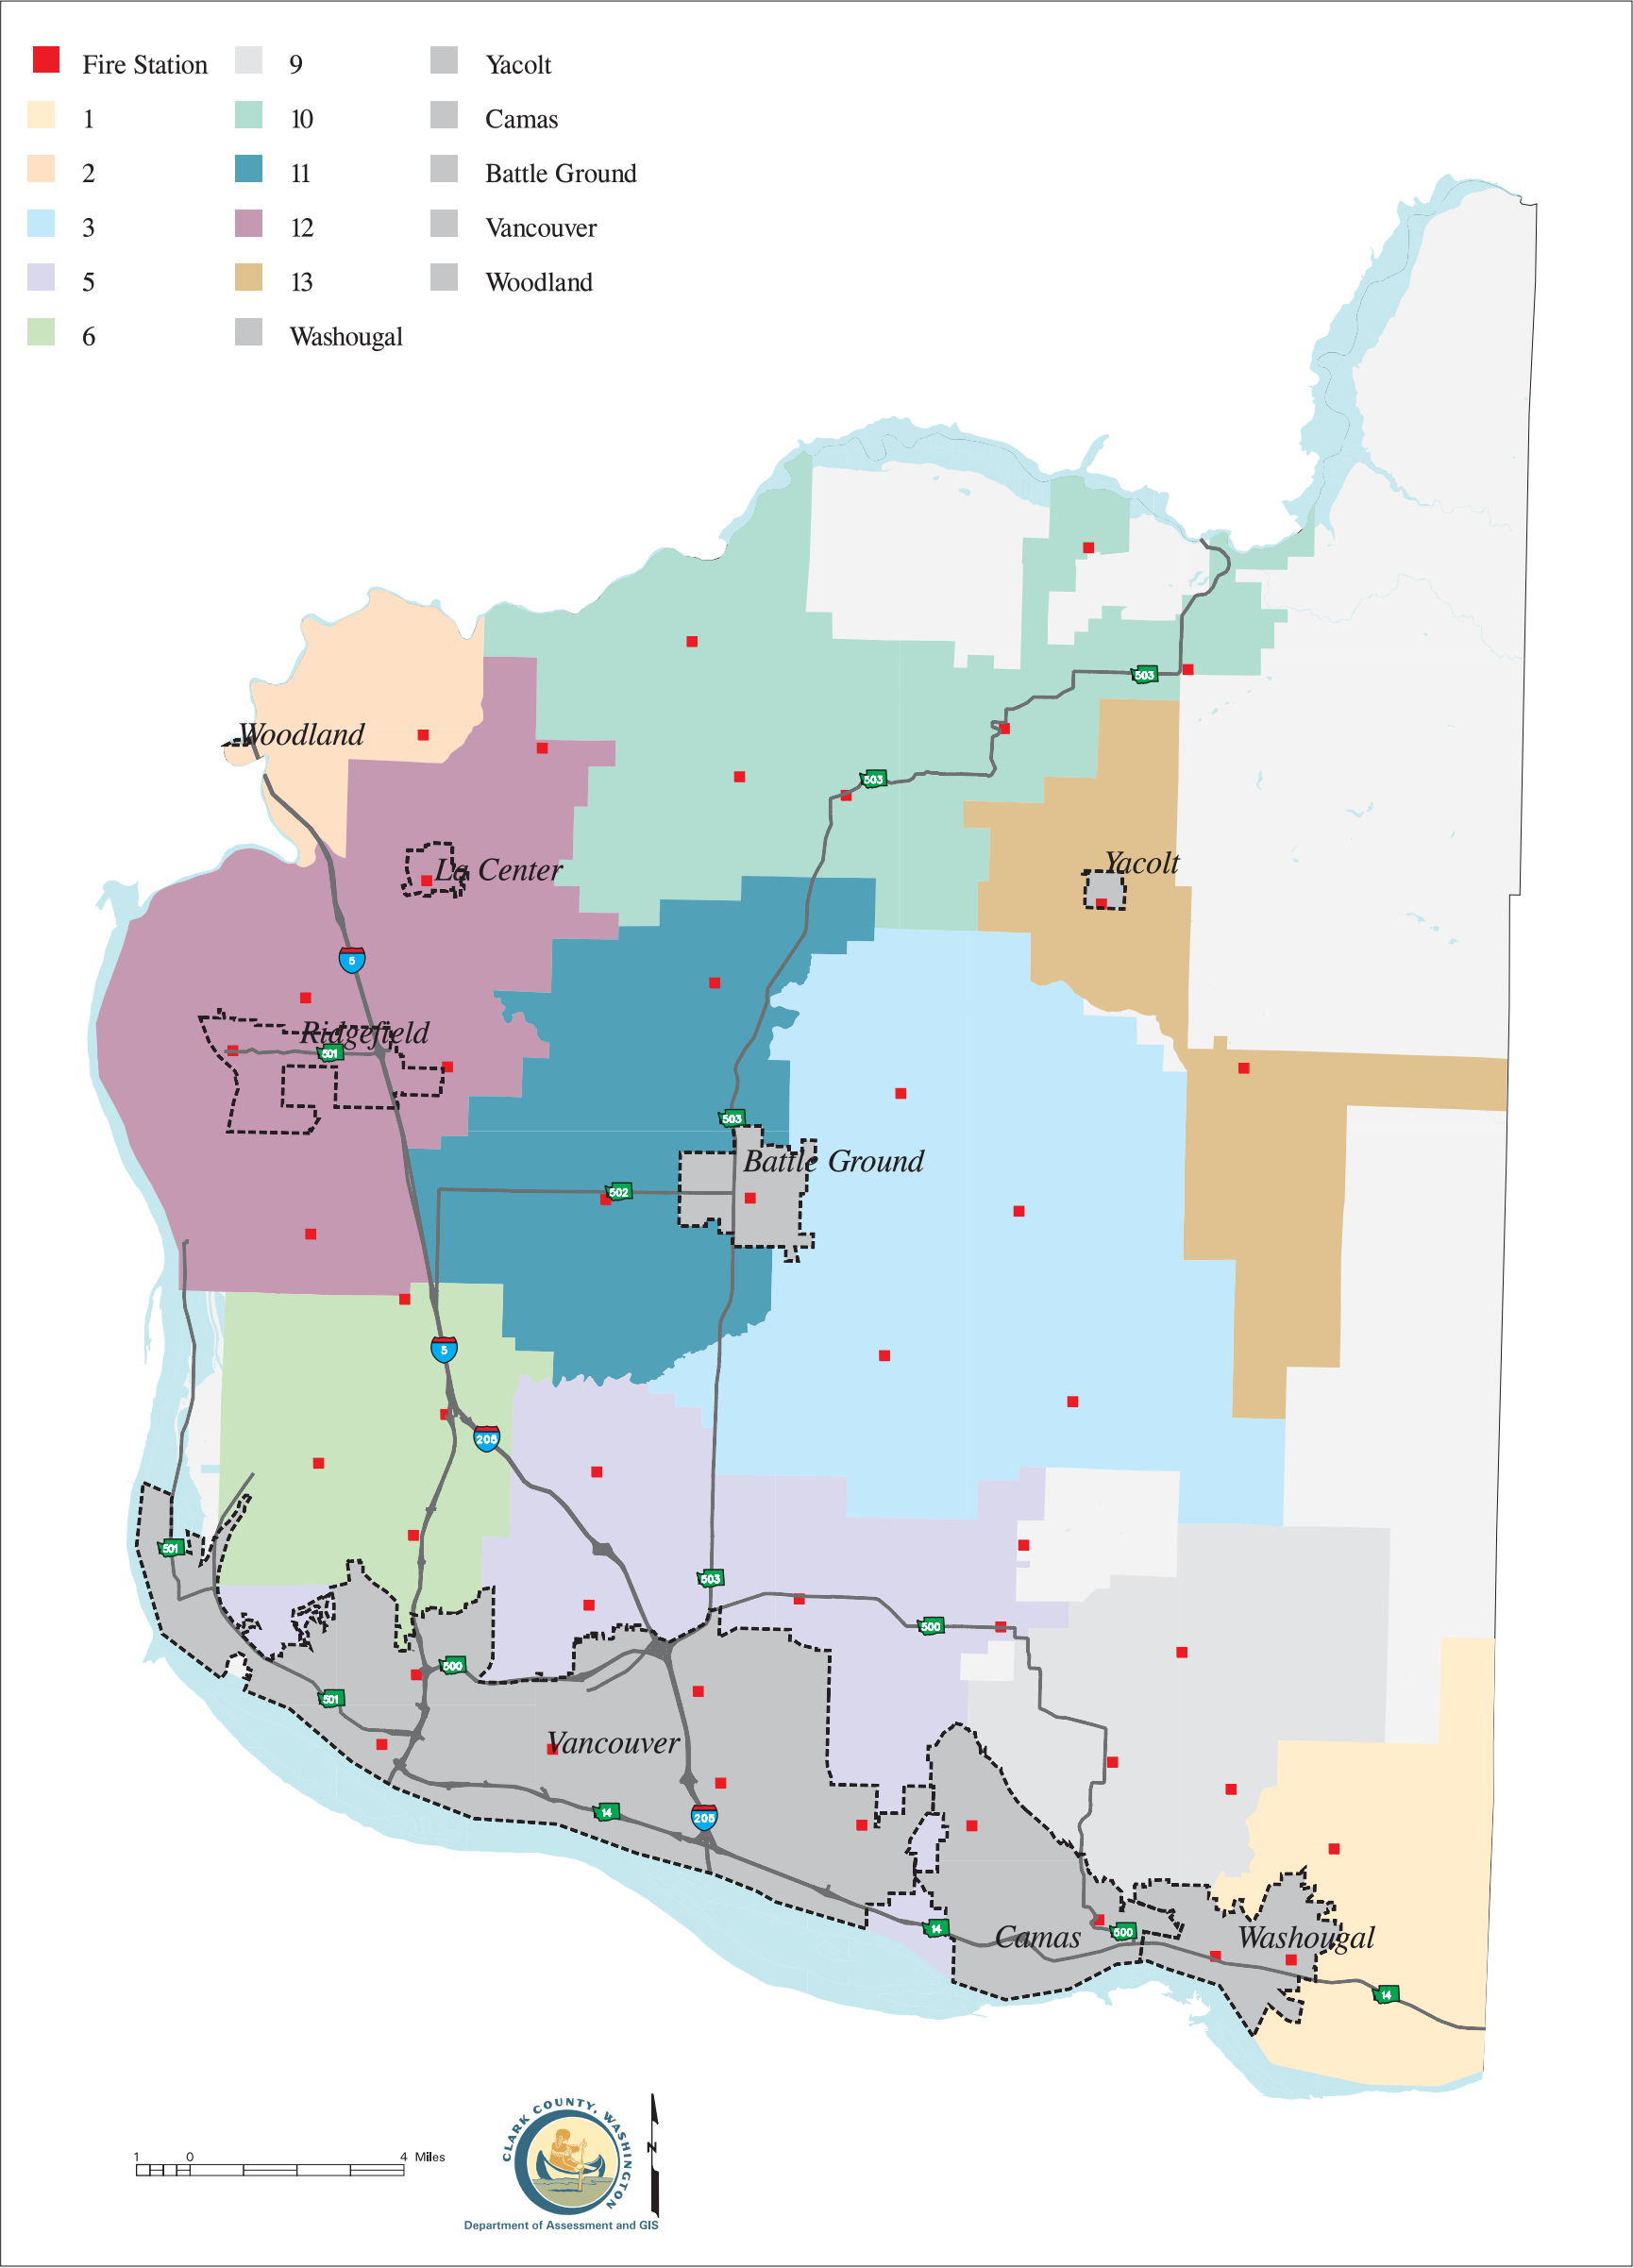 Fire Station
1
2
3
5
6
9
10
11
12
13
Washougal
Yacolt
Camas
Battle Ground
Vancouver
Woodland
503
Woodland
503
Yacolt
La Center
5
Ridgefield
501
503
Battle Ground
502
5
205
501
503
500
500
501
Vancouver
14
205
14
Camas
500
Washougal
14
CLARK COUNTY, WASHINGTON
N
1 0 4 Miles
Department of Assessment and GIS